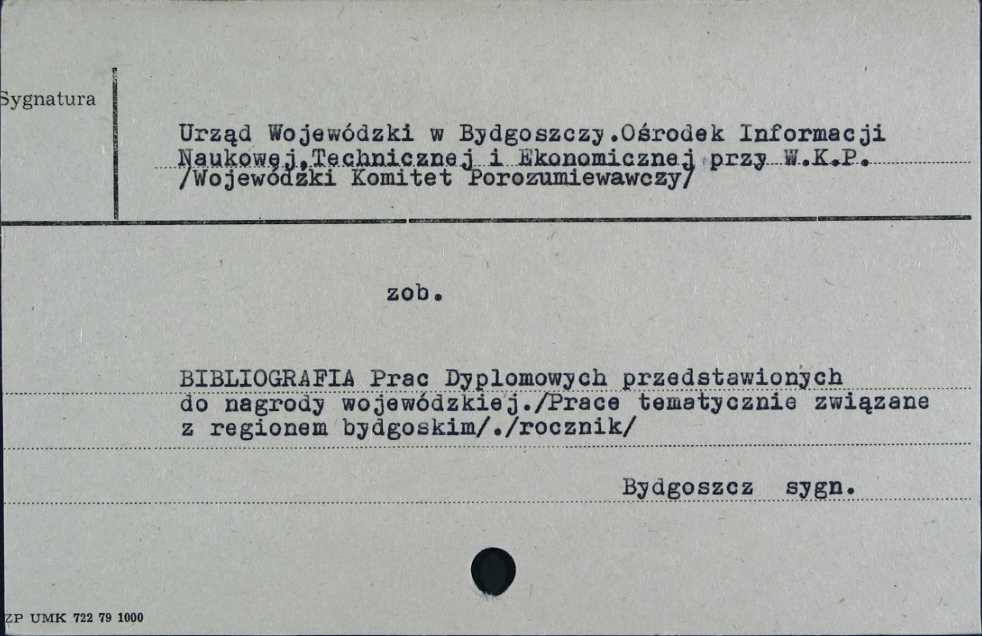 Sygnatura
Urząd Wojewódzki w Bydgoszczy.Ośrodek Informacji
Naukowej,Technicznej i Ekonomicznej przy W.K.P.
/Wojewódzki Komitet Porozumiewawczy/
zob.
BIBLIOGRAFIA Prac Dyplomowych przedstawionych
do nagrody wojewódzkiej./Prace tematycznie związane
z regionem bydgoskim/./rocznik/
Bydgoszcz sygn.
ZP UMK 722 79 1000